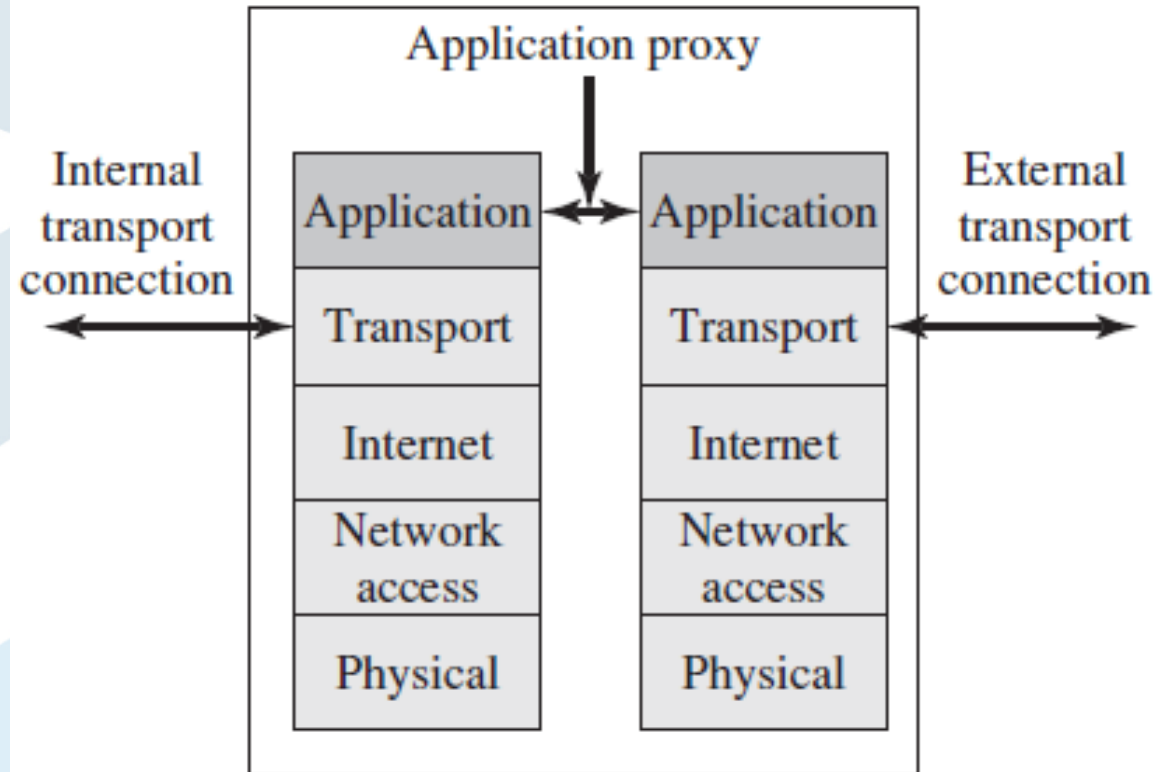 Application proxy
Internal
transport
connection
External
transport
connection
Application
Transport
Internet
Network
access
Physical
Application
Transport
Internet
Network
access
Physical